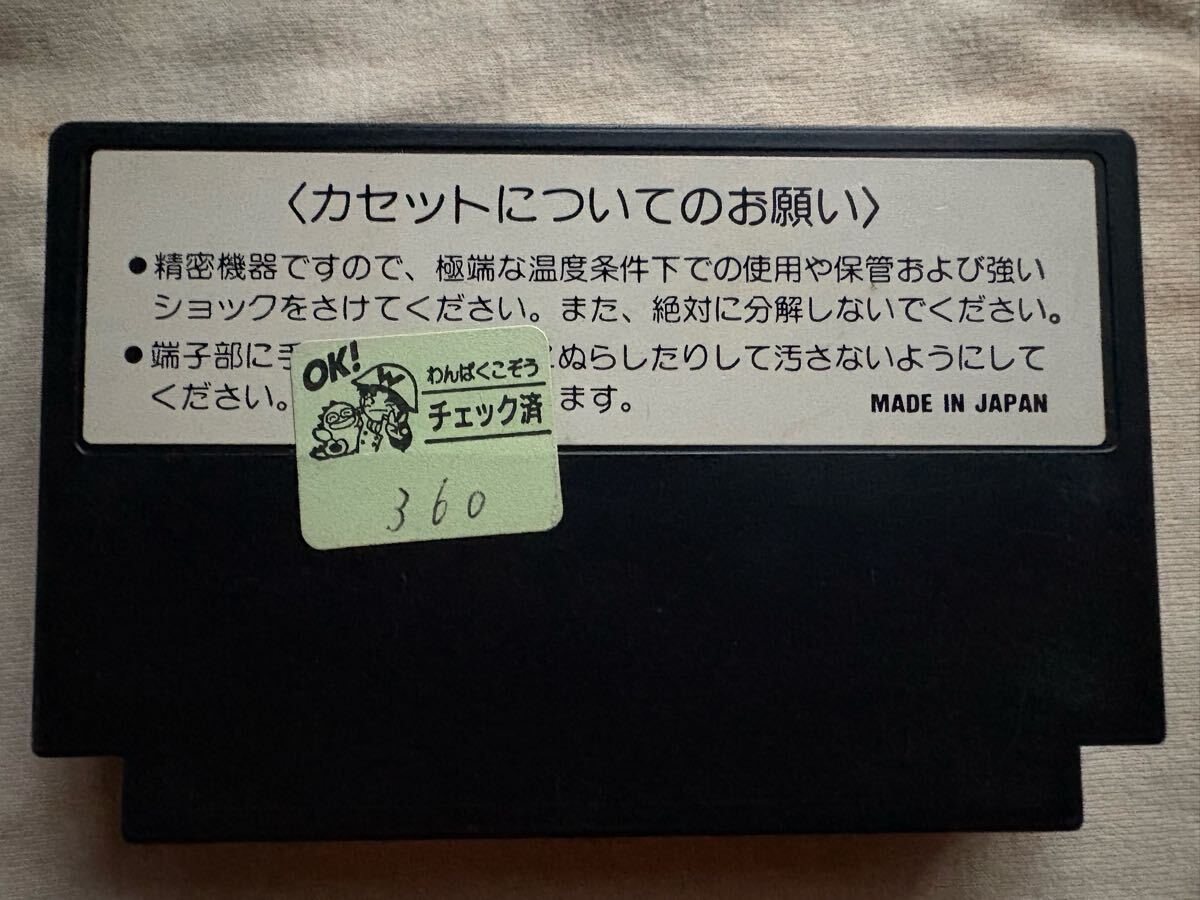 〈カセットについてのお願い〉
●精密機器ですので、極端な温度条件下での使用や保管および強い
ショックをさけてください。また、絶対に分解しないでください。
●端子部に手 ぬらしたりして汚さないようにして
ください。 ます。
MADE IN JAPAN
OK!
わんぱくこぞう
チェック済
360